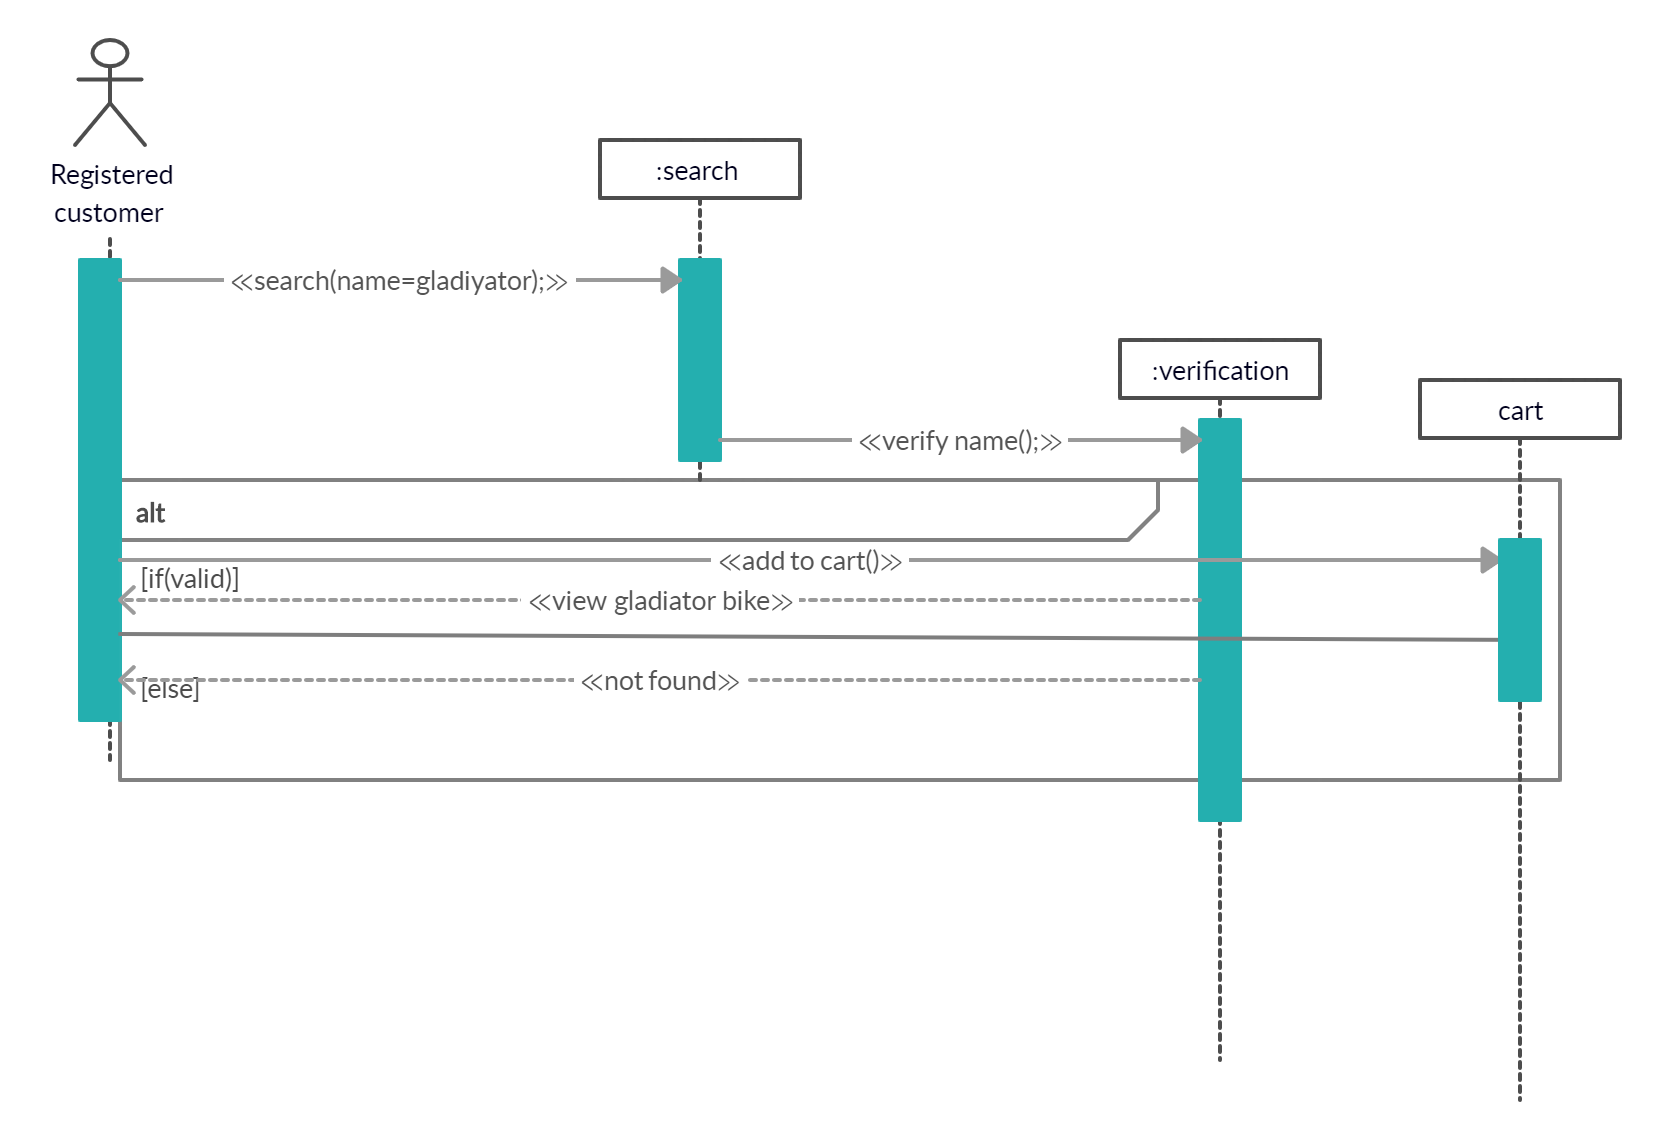 Registered
customer
:search
≪search(name=gladiyator);≫
:verification
cart
≪verify name();≫
alt
≪add to cart()≫
[if(valid)]
≪view gladiator bike≫
≪not found≫
[else]